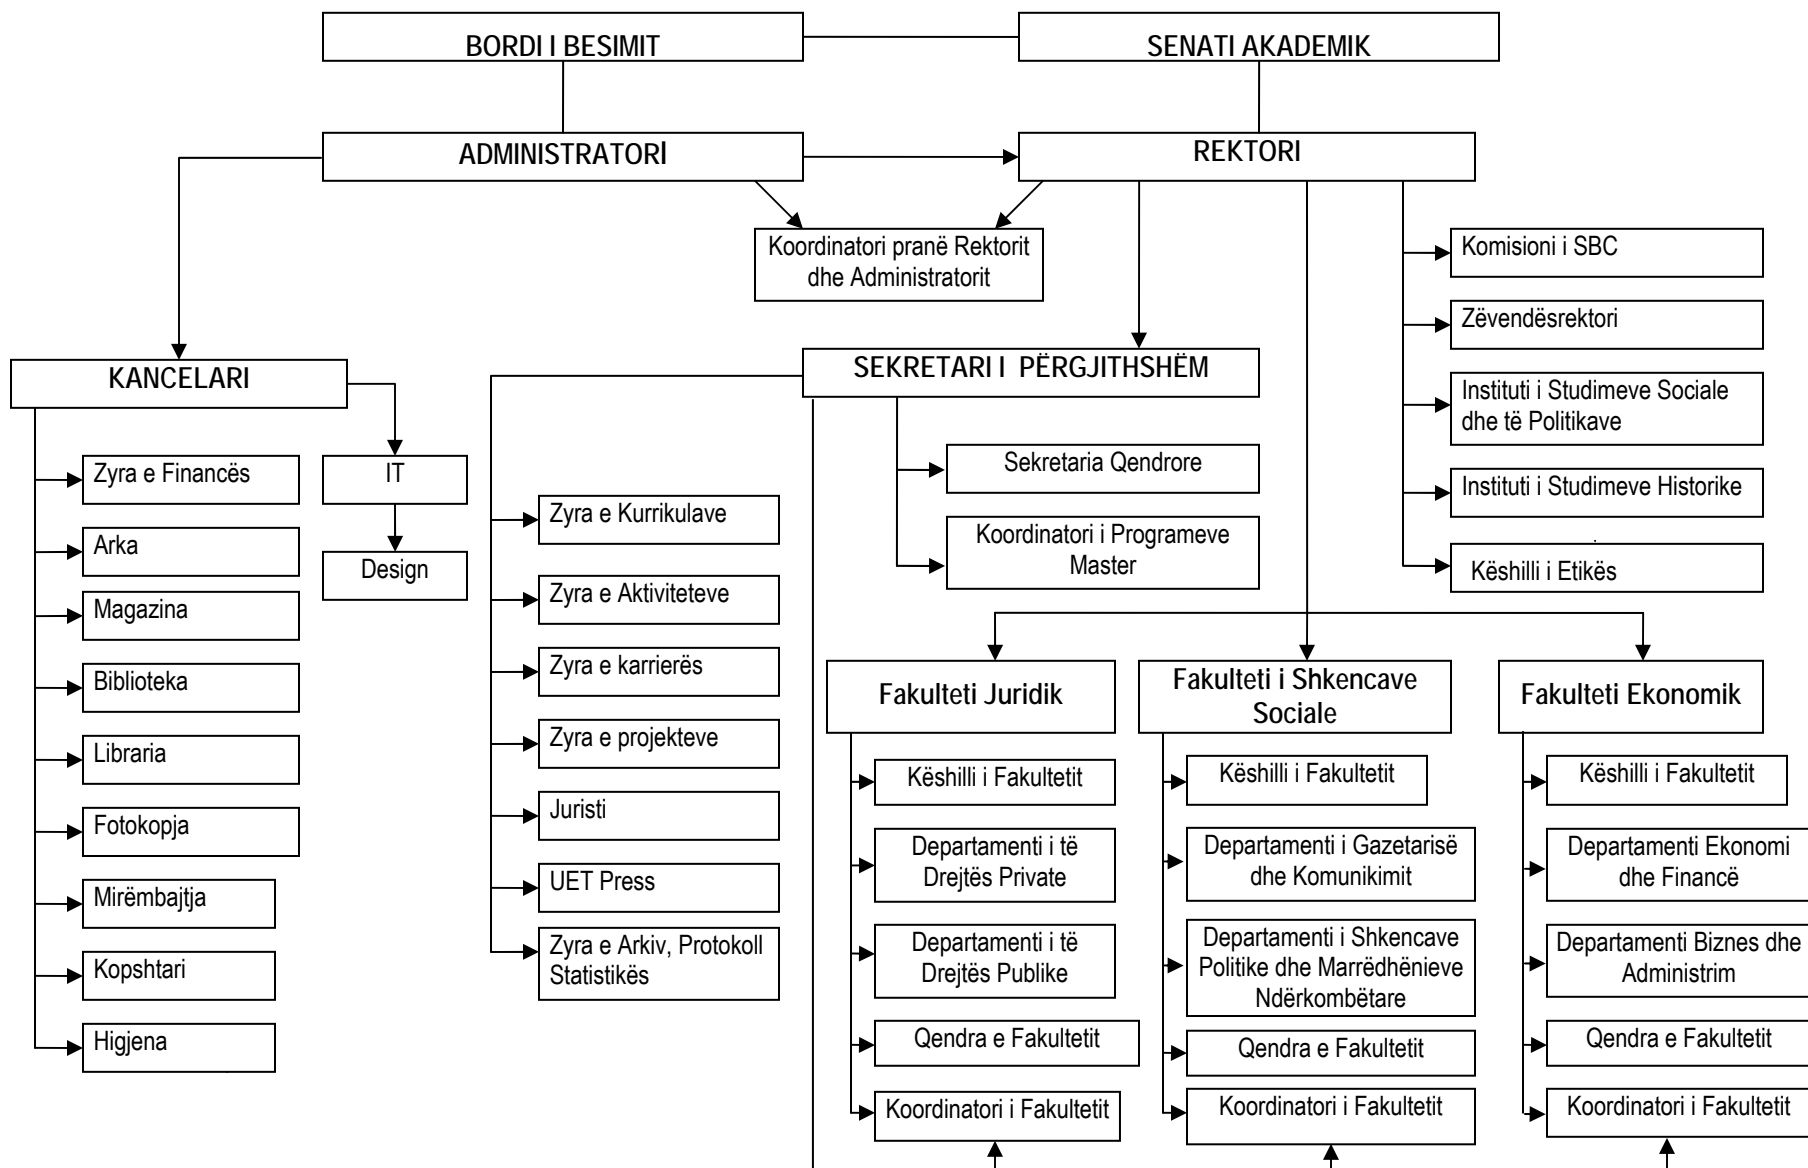 BORDI I BESIMIT
SENATI AKADEMIK
ADMINISTRATORI
REKTORI
Koordinatori pranë Rektorit
dhe Administratorit
Komisioni i SBC
Zëvendësrektori
Instituti i Studimeve Sociale
dhe të Politikave
Instituti i Studimeve Historike
Këshilli i Etikës
KANCELARI
Zyra e Financës
Arka
Magazina
Biblioteka
Libraria
Fotokopja
Mirëmbajtja
Kopshtari
Higjena
IT
Design
SEKRETARI I PËRGJITHSHËM
Sekretaria Qendrore
Koordinatori i Programeve
Master
Zyra e Kurrikulave
Zyra e Aktiviteteve
Zyra e karrierës
Zyra e projekteve
Juristi
UET Press
Zyra e Arkiv, Protokoll
Statistikës
Fakulteti Juridik
Këshilli i Fakultetit
Departamenti i të
Drejtës Private
Departamenti i të
Drejtës Publike
Qendra e Fakultetit
Koordinatori i Fakultetit
Fakulteti i Shkencave
Sociale
Këshilli i Fakultetit
Departamenti i Gazetarisë
dhe Komunikimit
Departamenti i Shkencave
Politike dhe Marrëdhënieve
Ndërkombëtare
Qendra e Fakultetit
Koordinatori i Fakultetit
Fakulteti Ekonomik
Këshilli i Fakultetit
Departamenti Ekonomi
dhe Financë
Departamenti Biznes dhe
Administrim
Qendra e Fakultetit
Koordinatori i Fakultetit